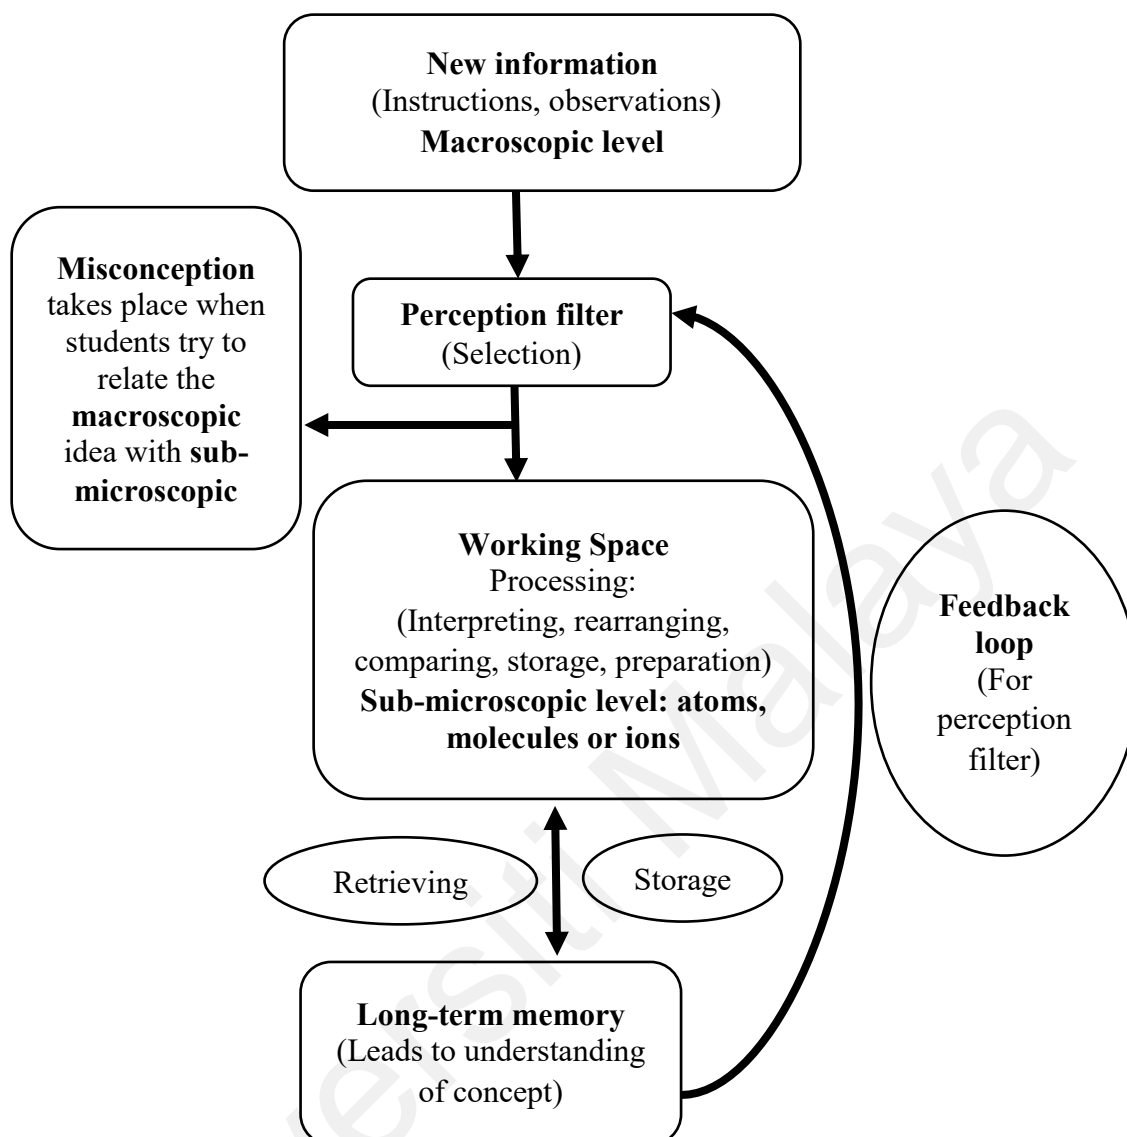 New information
(Instructions, observations)
Macroscopic level
Misconception
takes place when
students try to
relate the
macroscopic
idea with sub-
microscopic
Perception filter
(Selection)
Working Space
Processing:
(Interpreting, rearranging,
comparing, storage, preparation)
Sub-microscopic level: atoms,
molecules or ions
Feedback
loop
(For
perception
filter)
Retrieving
Storage
Long-term memory
(Leads to understanding
of concept)
ersiti Malaya